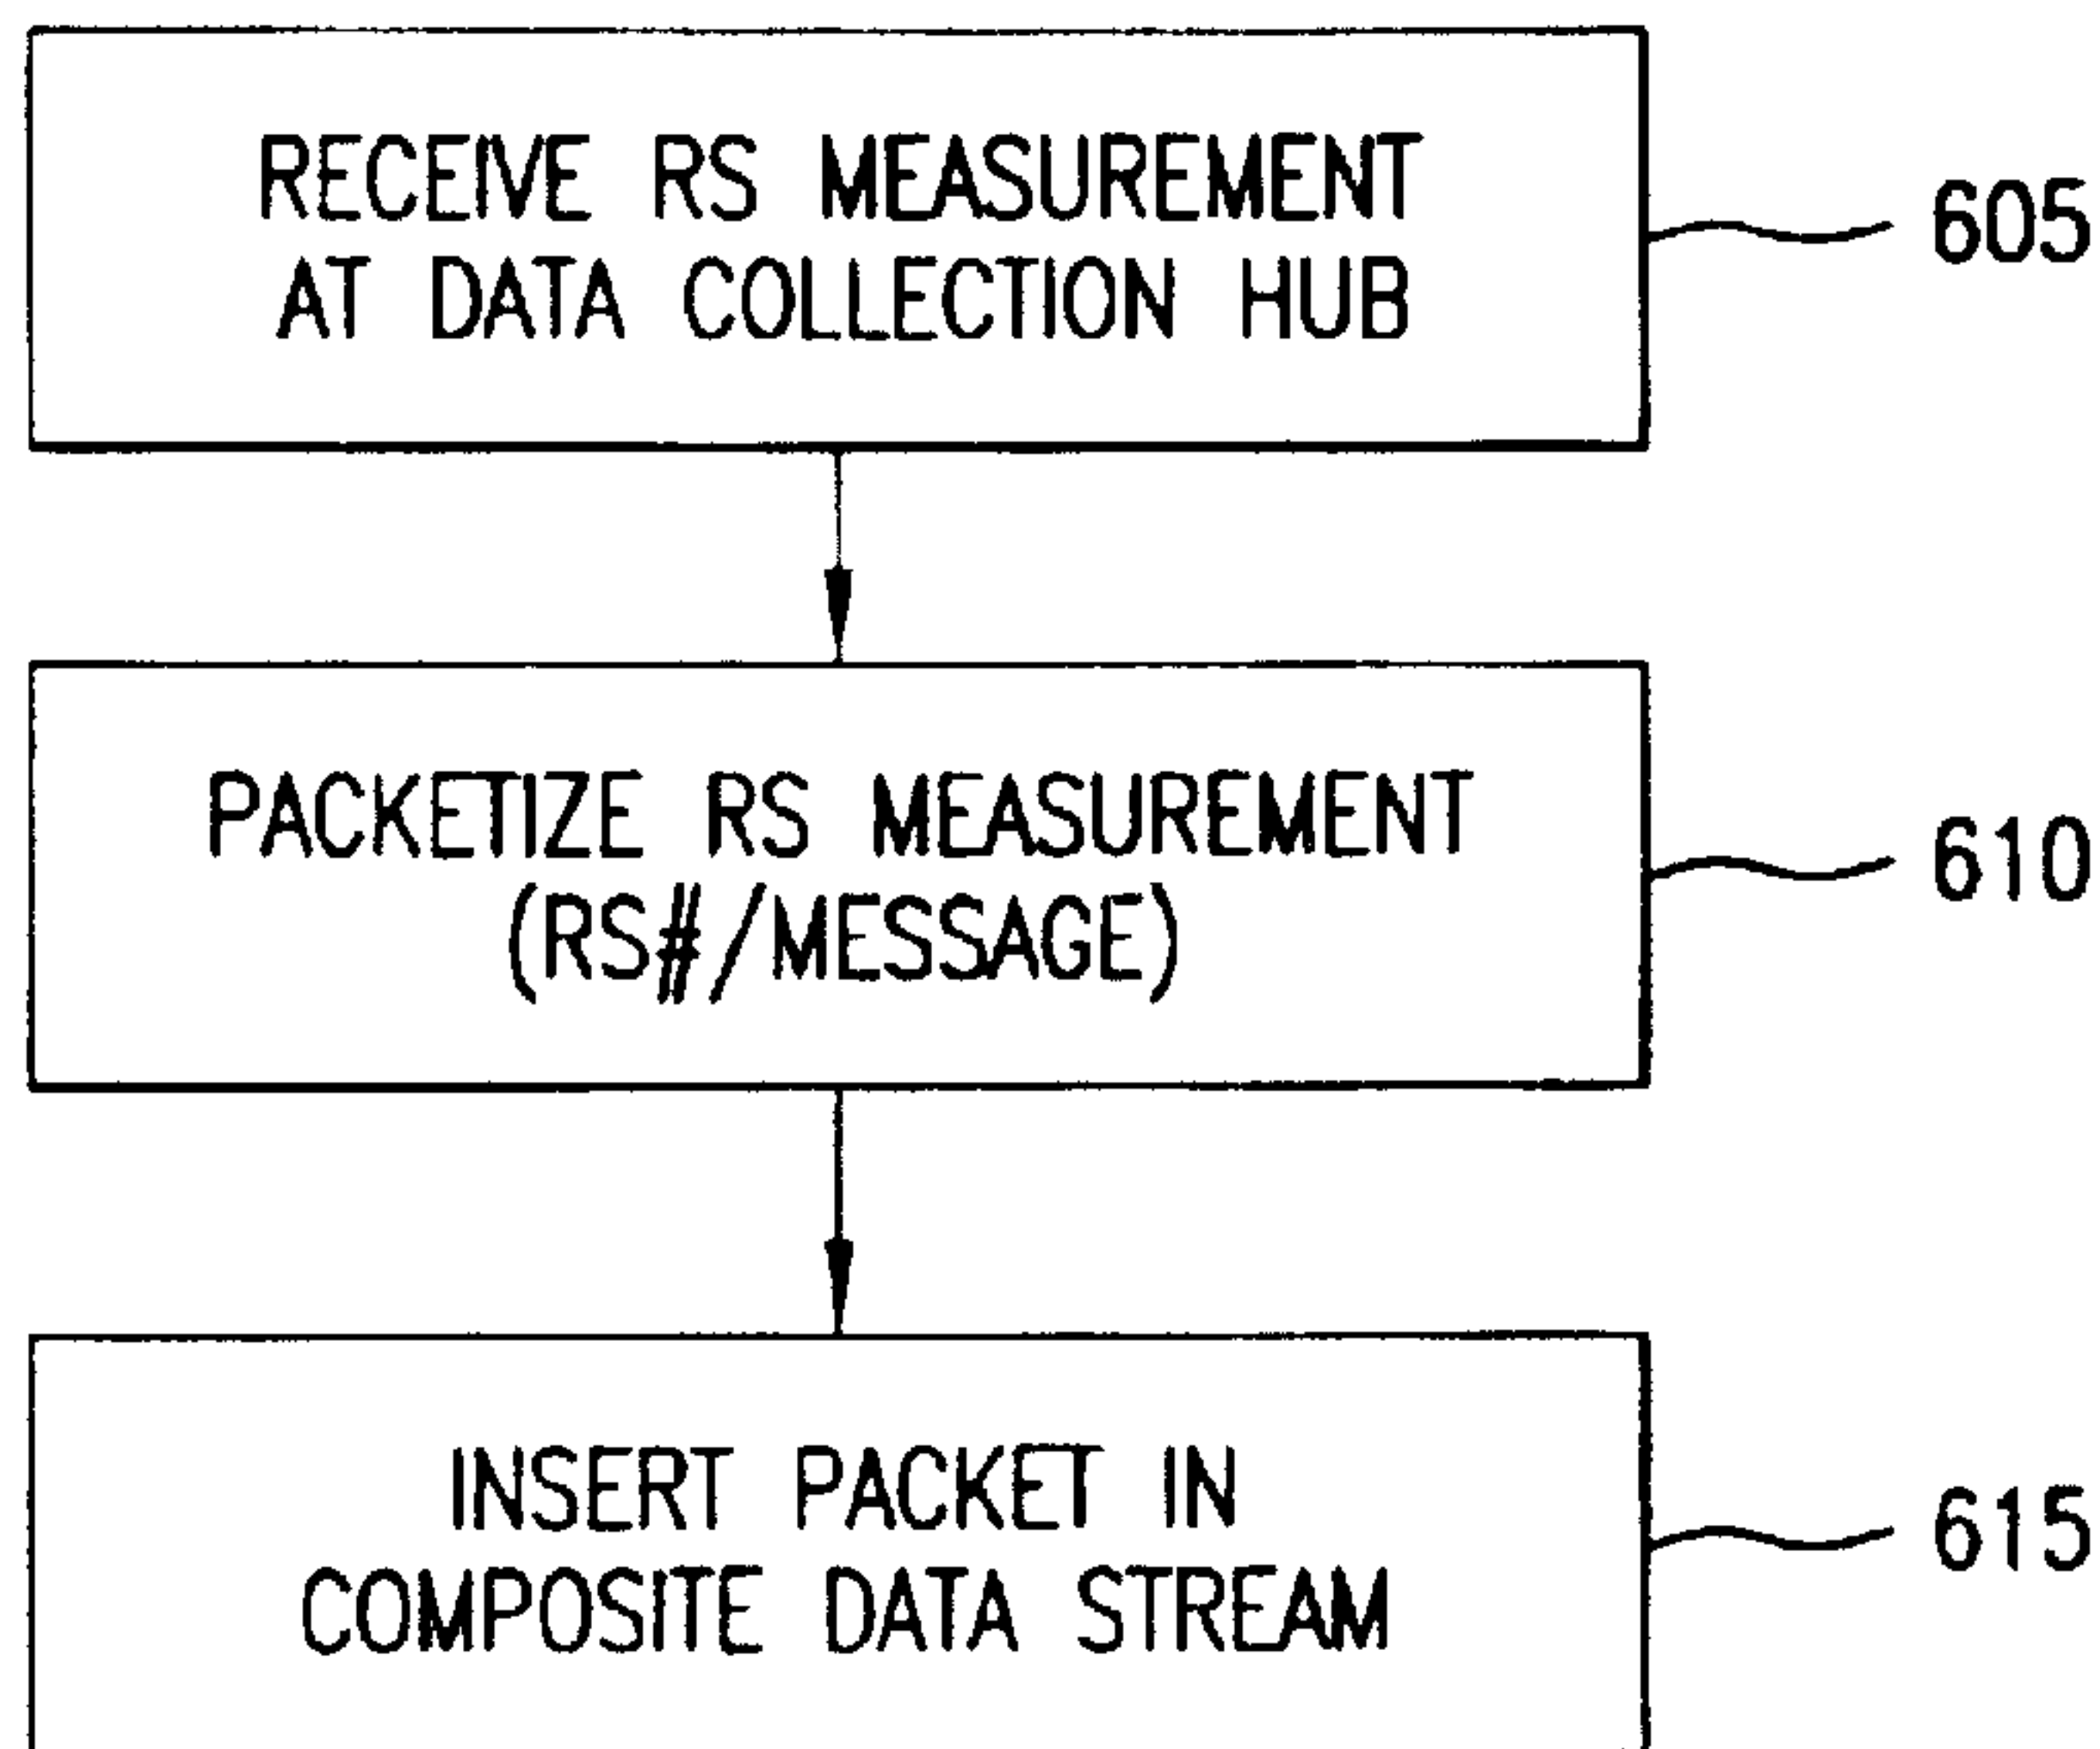 RECEIVE RS MEASUREMENT
AT DATA COLLECTION HUB
605
PACKETIZE RS MEASUREMENT
(RS#/MESSAGE)
610
INSERT PACKET IN
COMPOSITE DATA STREAM
615